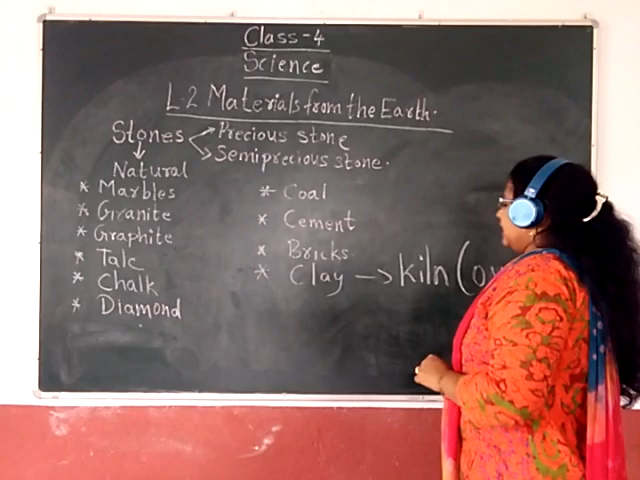 Class-4
Science
L-2 Materials from the Earth.
Stones → Precious stone
→ Semiprecious stone.
↓
Natural
* Marbles
* Granite
* Graphite
* Talc
* Chalk
* Diamond
* Coal
* Cement
* Bricks
* Clay → kiln (ov